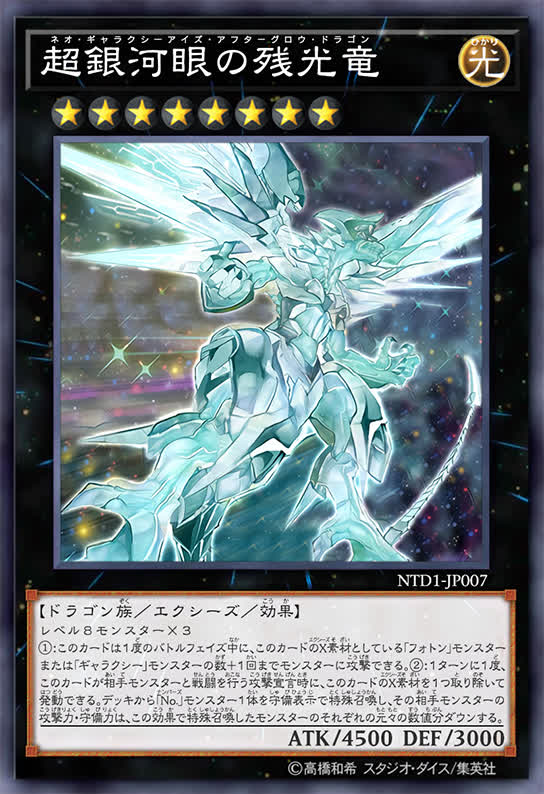 ネオ・ギャラクシーアイズ・アフターグロウ・ドラゴン
超銀河眼の残光竜
ひかり
光
NTD1-JP007
【ドラゴン族／エクシーズ／効果】
レベル８モンスター×３
①：このカードは１度のバトルフェイズ中に、このカードのX素材としている「フォトン」モンスター
または「ギャラクシー」モンスターの数+1回までモンスターに攻撃できる。②：1ターンに１度、
このカードが相手モンスターと戦闘を行う攻撃宣言時に、このカードのX素材を１つ取り除いて
発動できる。デッキから「No.」モンスター1体を守備表示で特殊召喚し、その相手モンスターの
攻撃力・守備力は、この効果で特殊召喚したモンスターのそれぞれの元々の数値分ダウンする。
ATK/4500 DEF/3000
©高橋和希 スタジオ・ダイス/集英社